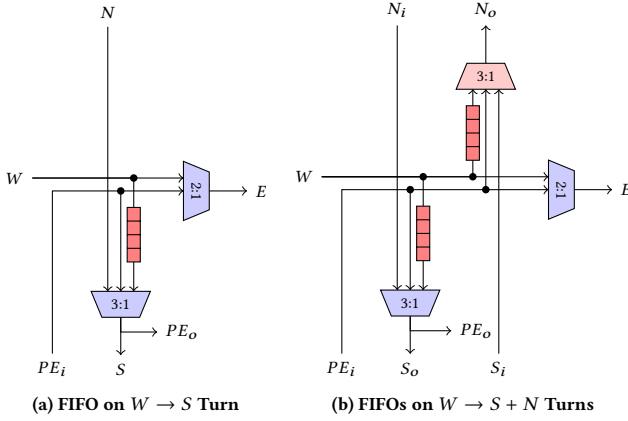 N
N_i
N_o
3:1
W
2:1
E
W
2:1
E
3:1
PE_o
3:1
PE_o
PE_i
S
PE_i
S_o
S_i
(a) FIFO on W → S Turn
(b) FIFOs on W → S + N Turns